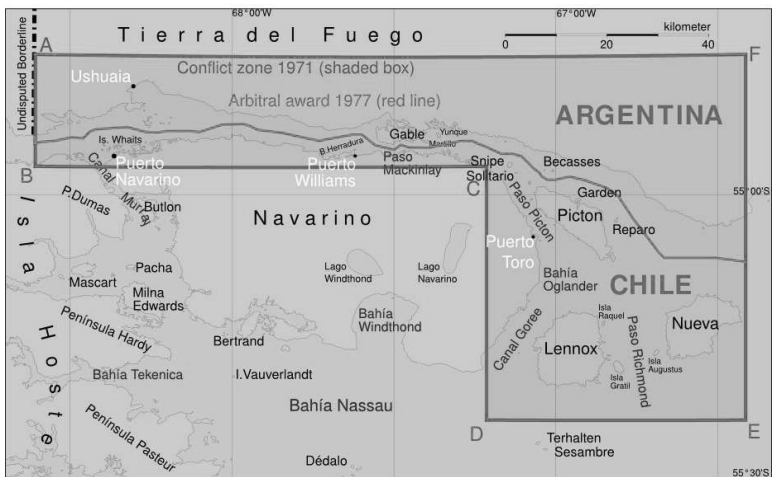 68°00'W
67°00'W
Undisputed Borderline
Tierra del Fuego
kilometer
0 20 40
A
F
Conflict zone 1971 (shaded box)
Ushuaia
Arbitral award 1977 (red line)
ARGENTINA
Is. Whaits
Gable
Yunque
Martillo
B.Herradura
Puerto
Navarino
Puerto
Williams
Paso
Mackinlay
Snipe
Solitario
Becasses
B
C
Canal Murray
55°00'S
P.Dumas
Butlon
Navarino
Paso Picton
Garden
Picton
Reparo
Puerto
Toro
Isla Hoste
Pacha
Mascart
Milna
Edwards
Lago
Windthond
Lago
Navarino
Bahía
Oglander
CHILE
Península Hardy
Bertrand
Bahía
Windthond
Canal Goree
Isla
Raquel
Paso Richmond
Nueva
Lennox
Isla
Gratil
Isla
Augustus
Bahía Tekenica
I.Vauverlandt
Península Pasteur
Bahía Nassau
D
E
Terhalten
Sesambre
Dédalo
55°30'S